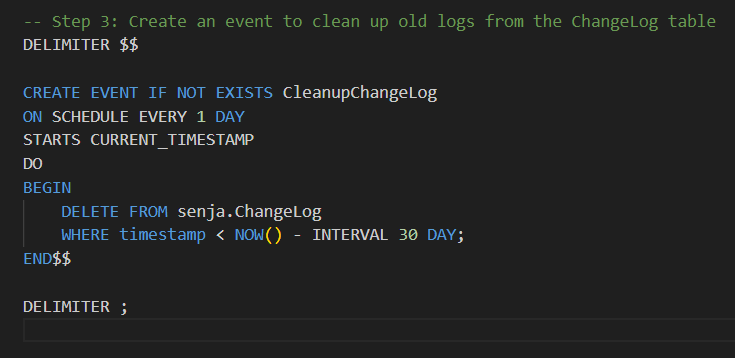 -- Step 3: Create an event to clean up old logs from the ChangeLog table
DELIMITER $$
CREATE EVENT IF NOT EXISTS CleanupChangeLog
ON SCHEDULE EVERY 1 DAY
STARTS CURRENT_TIMESTAMP
DO
BEGIN
    DELETE FROM senja.ChangeLog
    WHERE timestamp < NOW() - INTERVAL 30 DAY;
END$$
DELIMITER ;